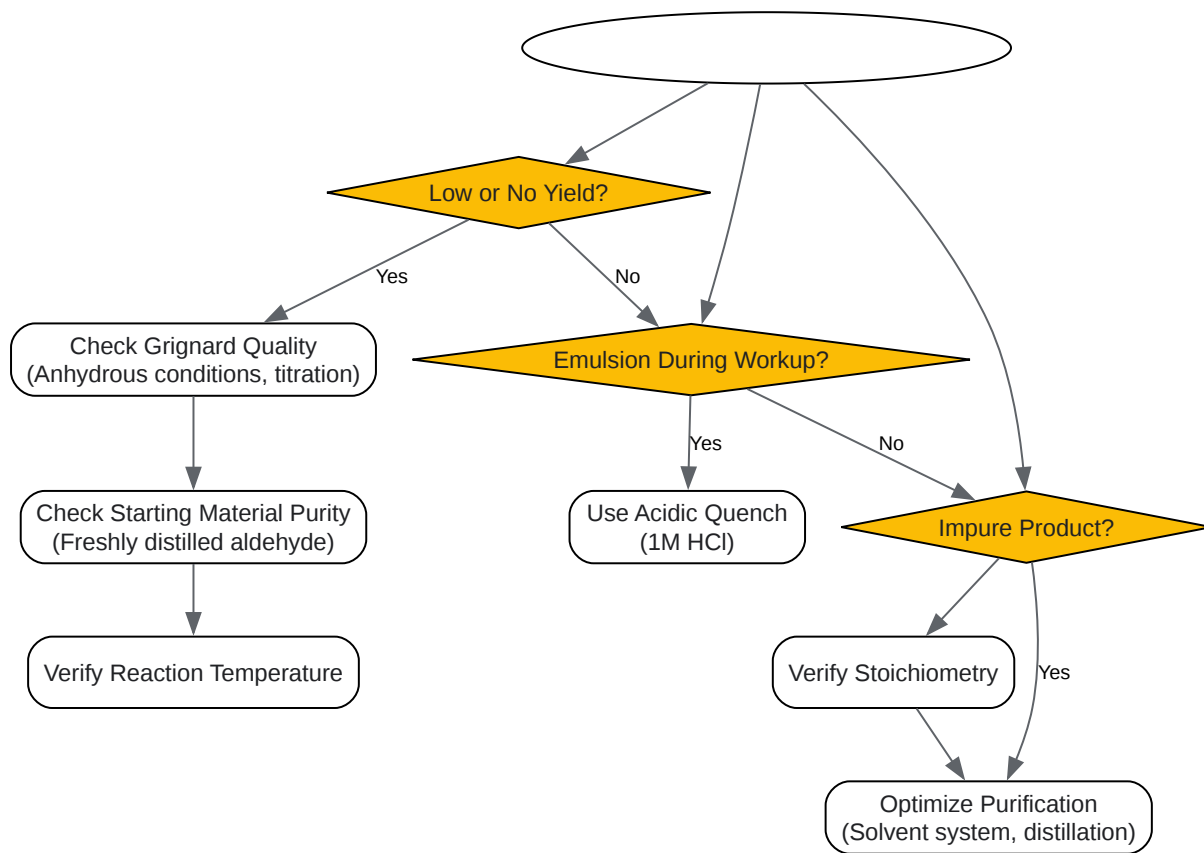 Low or No Yield?
Yes
No
Check Grignard Quality
(Anhydrous conditions, titration)
Emulsion During Workup?
Yes
No
Check Starting Material Purity
(Freshly distilled aldehyde)
Use Acidic Quench
(1M HCl)
Impure Product?
Verify Reaction Temperature
Verify Stoichiometry
Yes
Optimize Purification
(Solvent system, distillation)